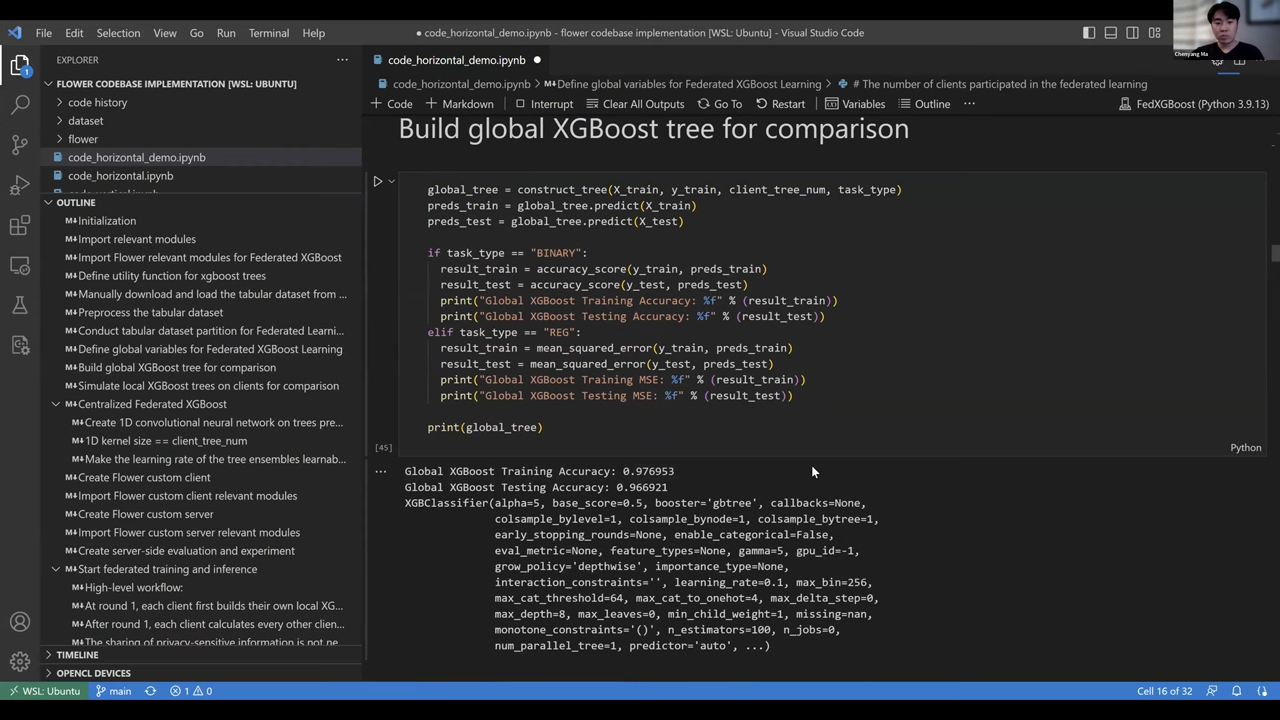 File Edit Selection View Go Run Terminal Help
● code_horizontal_demo.ipynb - flower codebase implementation [WSL: Ubuntu] - Visual Studio Code
Chenyang Ma
EXPLORER
···
FLOWER CODEBASE IMPLEMENTATION [WSL: UBUNTU]
> code history
> dataset
> flower
code_horizontal_demo.ipynb
code_horizontal.ipynb
code_vertical.ipynb
OUTLINE
M↓Initialization
M↓Import relevant modules
M↓Import Flower relevant modules for Federated XGBoost
M↓Define utility function for xgboost trees
M↓Manually download and load the tabular dataset from ...
M↓Preprocess the tabular dataset
M↓Conduct tabular dataset partition for Federated Learni...
M↓Define global variables for Federated XGBoost Learning
M↓Build global XGBoost tree for comparison
M↓Simulate local XGBoost trees on clients for comparison
M↓Centralized Federated XGBoost
M↓Create 1D convolutional neural network on trees pre...
M↓1D kernel size == client_tree_num
M↓Make the learning rate of the tree ensembles learnab...
M↓Create Flower custom client
M↓Import Flower custom client relevant modules
M↓Create Flower custom server
M↓Import Flower custom server relevant modules
M↓Create server-side evaluation and experiment
M↓Start federated training and inference
M↓High-level workflow:
M↓At round 1, each client first builds their own local XG...
M↓After round 1, each client calculates every other clien...
M↓The sharing of privacy-sensitive information is not ne...
TIMELINE
OPENCL DEVICES
code_horizontal_demo.ipynb ●
code_horizontal_demo.ipynb > M↓Define global variables for Federated XGBoost Learning > # The number of clients participated in the federated learning
+ Code + Markdown Interrupt Clear All Outputs Go To Restart Variables Outline ··· FedXGBoost (Python 3.9.13)
Build global XGBoost tree for comparison
global_tree = construct_tree(X_train, y_train, client_tree_num, task_type)
preds_train = global_tree.predict(X_train)
preds_test = global_tree.predict(X_test)
if task_type == "BINARY":
result_train = accuracy_score(y_train, preds_train)
result_test = accuracy_score(y_test, preds_test)
print("Global XGBoost Training Accuracy: %f" % (result_train))
print("Global XGBoost Testing Accuracy: %f" % (result_test))
elif task_type == "REG":
result_train = mean_squared_error(y_train, preds_train)
result_test = mean_squared_error(y_test, preds_test)
print("Global XGBoost Training MSE: %f" % (result_train))
print("Global XGBoost Testing MSE: %f" % (result_test))
print(global_tree)
[45]
Python
···
Global XGBoost Training Accuracy: 0.976953
Global XGBoost Testing Accuracy: 0.966921
XGBClassifier(alpha=5, base_score=0.5, booster='gbtree', callbacks=None,
colsample_bylevel=1, colsample_bynode=1, colsample_bytree=1,
early_stopping_rounds=None, enable_categorical=False,
eval_metric=None, feature_types=None, gamma=5, gpu_id=-1,
grow_policy='depthwise', importance_type=None,
interaction_constraints='', learning_rate=0.1, max_bin=256,
max_cat_threshold=64, max_cat_to_onehot=4, max_delta_step=0,
max_depth=8, max_leaves=0, min_child_weight=1, missing=nan,
monotone_constraints='()', n_estimators=100, n_jobs=0,
num_parallel_tree=1, predictor='auto', ...)
1
WSL: Ubuntu main 1 0 Cell 16 of 32